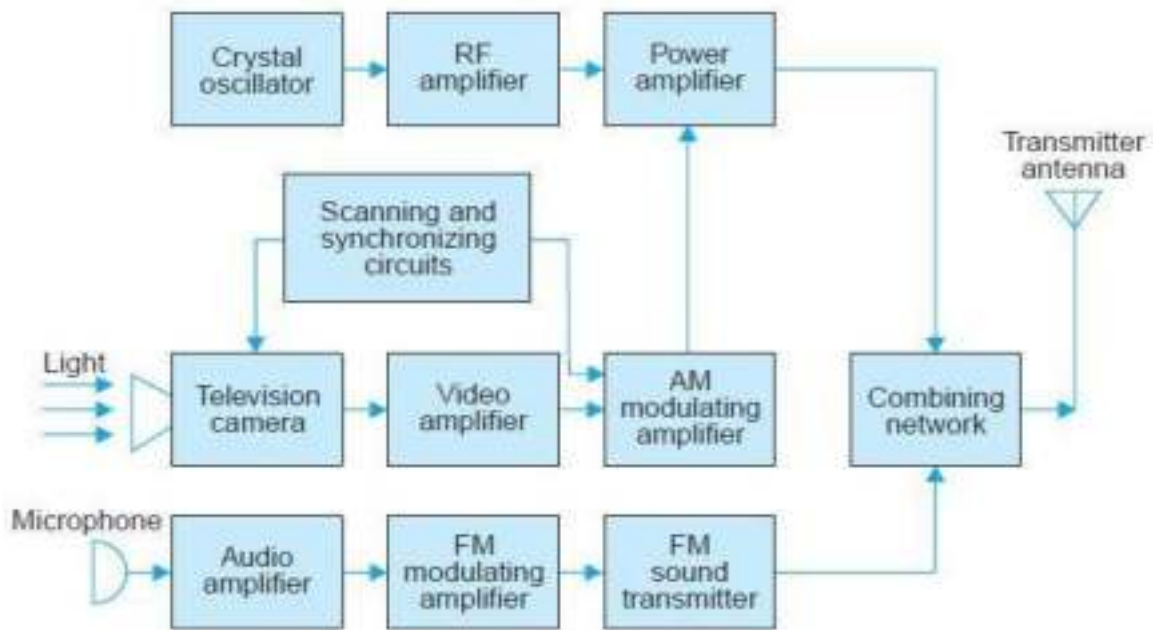 Crystal
oscillator
RF
amplifier
Power
amplifier
Transmitter
antenna
Scanning and
synchronizing
circuits
Light
Television
camera
Video
amplifier
AM
modulating
amplifier
Combining
network
Microphone
Audio
amplifier
FM
modulating
amplifier
FM
sound
transmitter